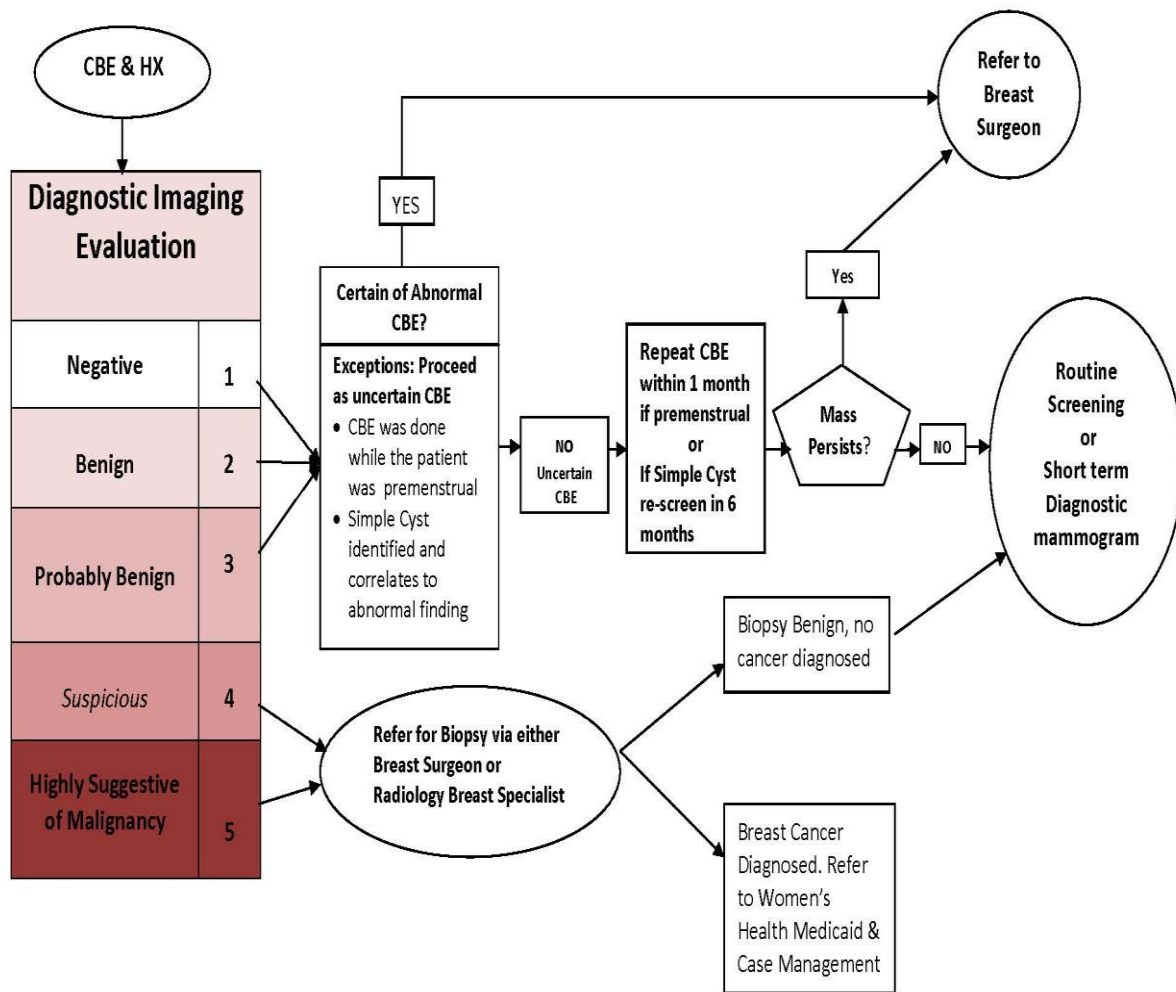 CBE & HX
Diagnostic Imaging
Evaluation
Negative
1
Benign
2
Probably Benign
3
Suspicious
4
Highly Suggestive
of Malignancy
5
YES
Certain of Abnormal
CBE?
Exceptions: Proceed
as uncertain CBE
• CBE was done
while the patient
was premenstrual
• Simple Cyst
identified and
correlates to
abnormal finding
NO
Uncertain
CBE
Repeat CBE
within 1 month
if premenstrual
or
If Simple Cyst
re-screen in 6
months
Mass
Persists?
Yes
Refer to
Breast
Surgeon
NO
Routine
Screening
or
Short term
Diagnostic
mammogram
Refer for Biopsy via either
Breast Surgeon or
Radiology Breast Specialist
Biopsy Benign, no
cancer diagnosed
Breast Cancer
Diagnosed. Refer
to Women's
Health Medicaid &
Case Management